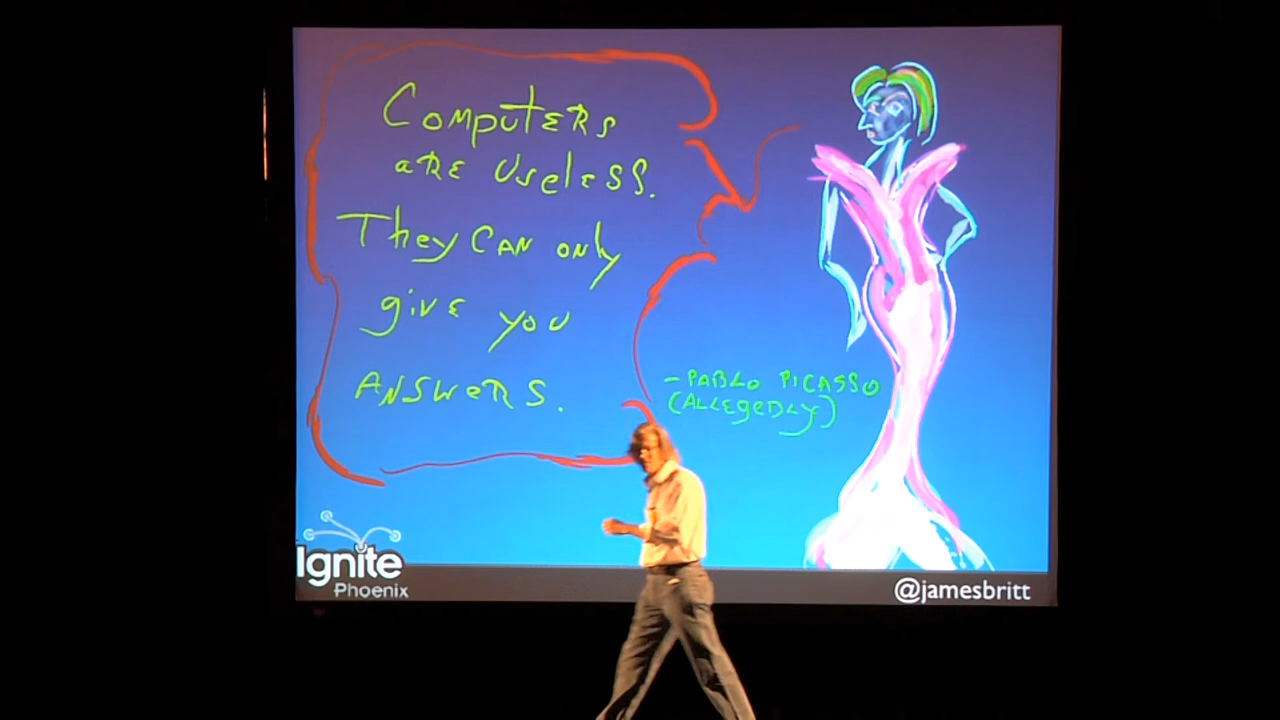 Computers
are Useless.
They CAN only
give you
ANSWERS.
- PABLO PICASSO
(ALLEGEDLY)
Ignite
Phoenix
@jamesbritt